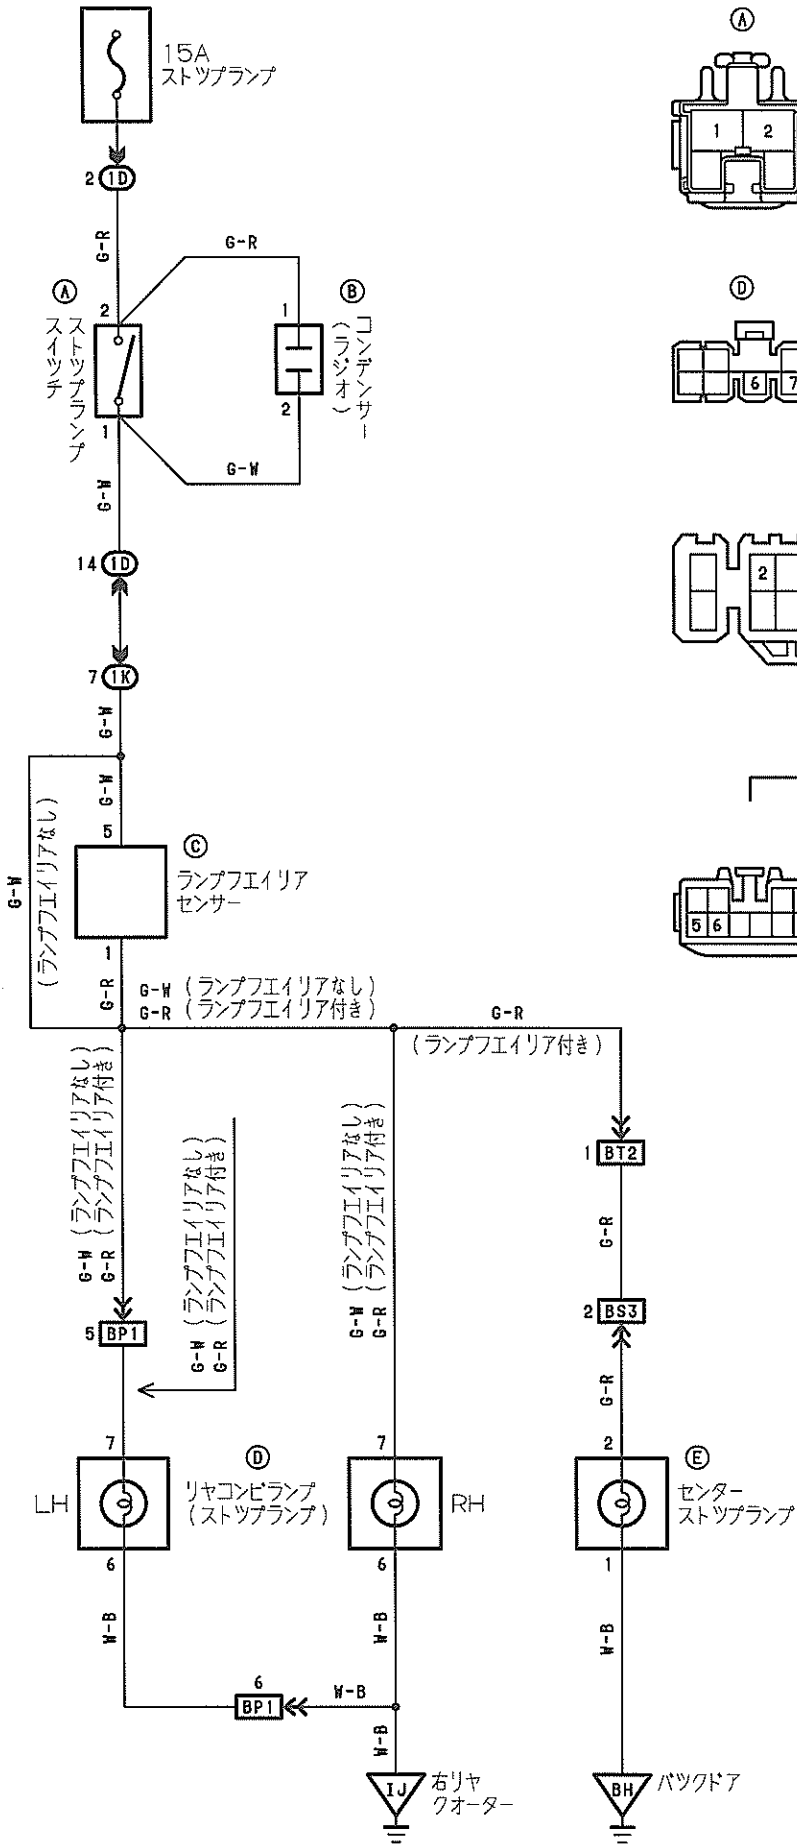 15A
ストツプランプ
2 1D
G-R
G-R
A
2
ストツプランプ
スイツチ
1
B
1
コンデンサー
(ラジオ)
2
G-W
G-W
14 1D
7 1K
G-W
G-W
G-W
(ランプフエイリアなし)
5
C
ランプフエイリア
センサー
1
G-R
G-W (ランプフエイリアなし)
G-R (ランプフエイリア付き)
G-R
(ランプフエイリア付き)
G-W (ランプフエイリアなし)
G-R (ランプフエイリア付き)
G-W (ランプフエイリアなし)
G-R (ランプフエイリア付き)
G-W (ランプフエイリアなし)
G-R (ランプフエイリア付き)
1 BT2
G-R
2 BS3
G-R
5 BP1
7
LH
6
D
リヤコンビランプ
(ストツプランプ)
7
RH
6
2
E
センター
ストツプランプ
1
W-B
W-B
W-B
6
BP1
W-B
W-B
IJ
右リヤ
クオーター
BH
バツクドア
A
1 2
D
6 7
2
5 6